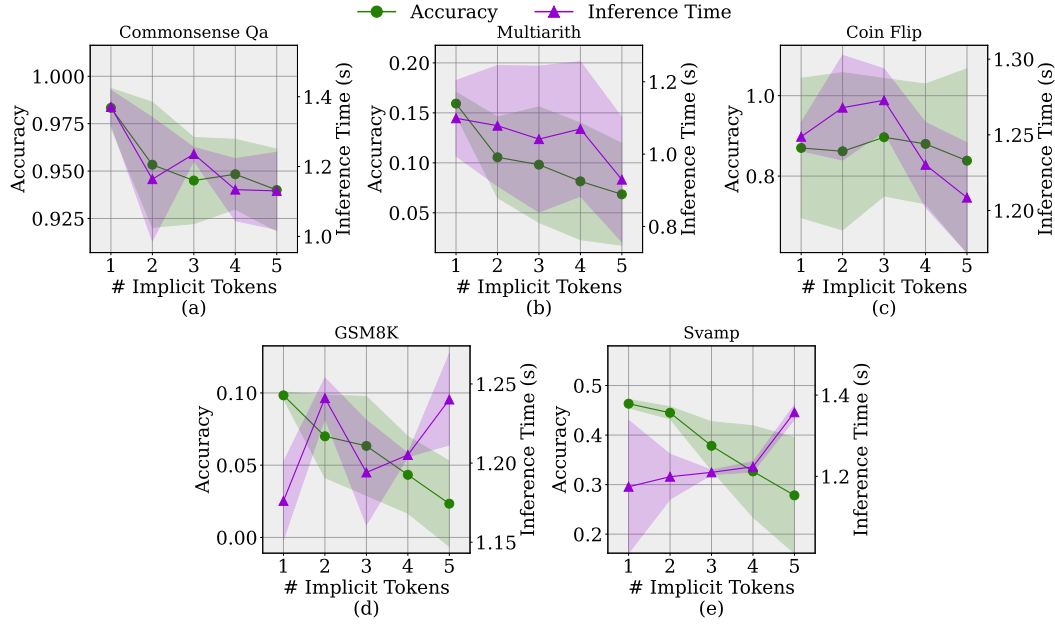 Accuracy Inference Time
Commonsense Qa
1.000
0.975
0.950
0.925
Accuracy
1.4
1.2
1.0
Inference Time (s)
1 2 3 4 5
# Implicit Tokens
(a)
Multiarith
0.20
0.15
0.10
0.05
Accuracy
1.2
1.0
0.8
Inference Time (s)
1 2 3 4 5
# Implicit Tokens
(b)
Coin Flip
1.0
0.8
Accuracy
1.30
1.25
1.20
Inference Time (s)
1 2 3 4 5
# Implicit Tokens
(c)
GSM8K
0.10
0.05
0.00
Accuracy
1.25
1.20
1.15
Inference Time (s)
1 2 3 4 5
# Implicit Tokens
(d)
Svamp
0.5
0.4
0.3
0.2
Accuracy
1.4
1.2
Inference Time (s)
1 2 3 4 5
# Implicit Tokens
(e)